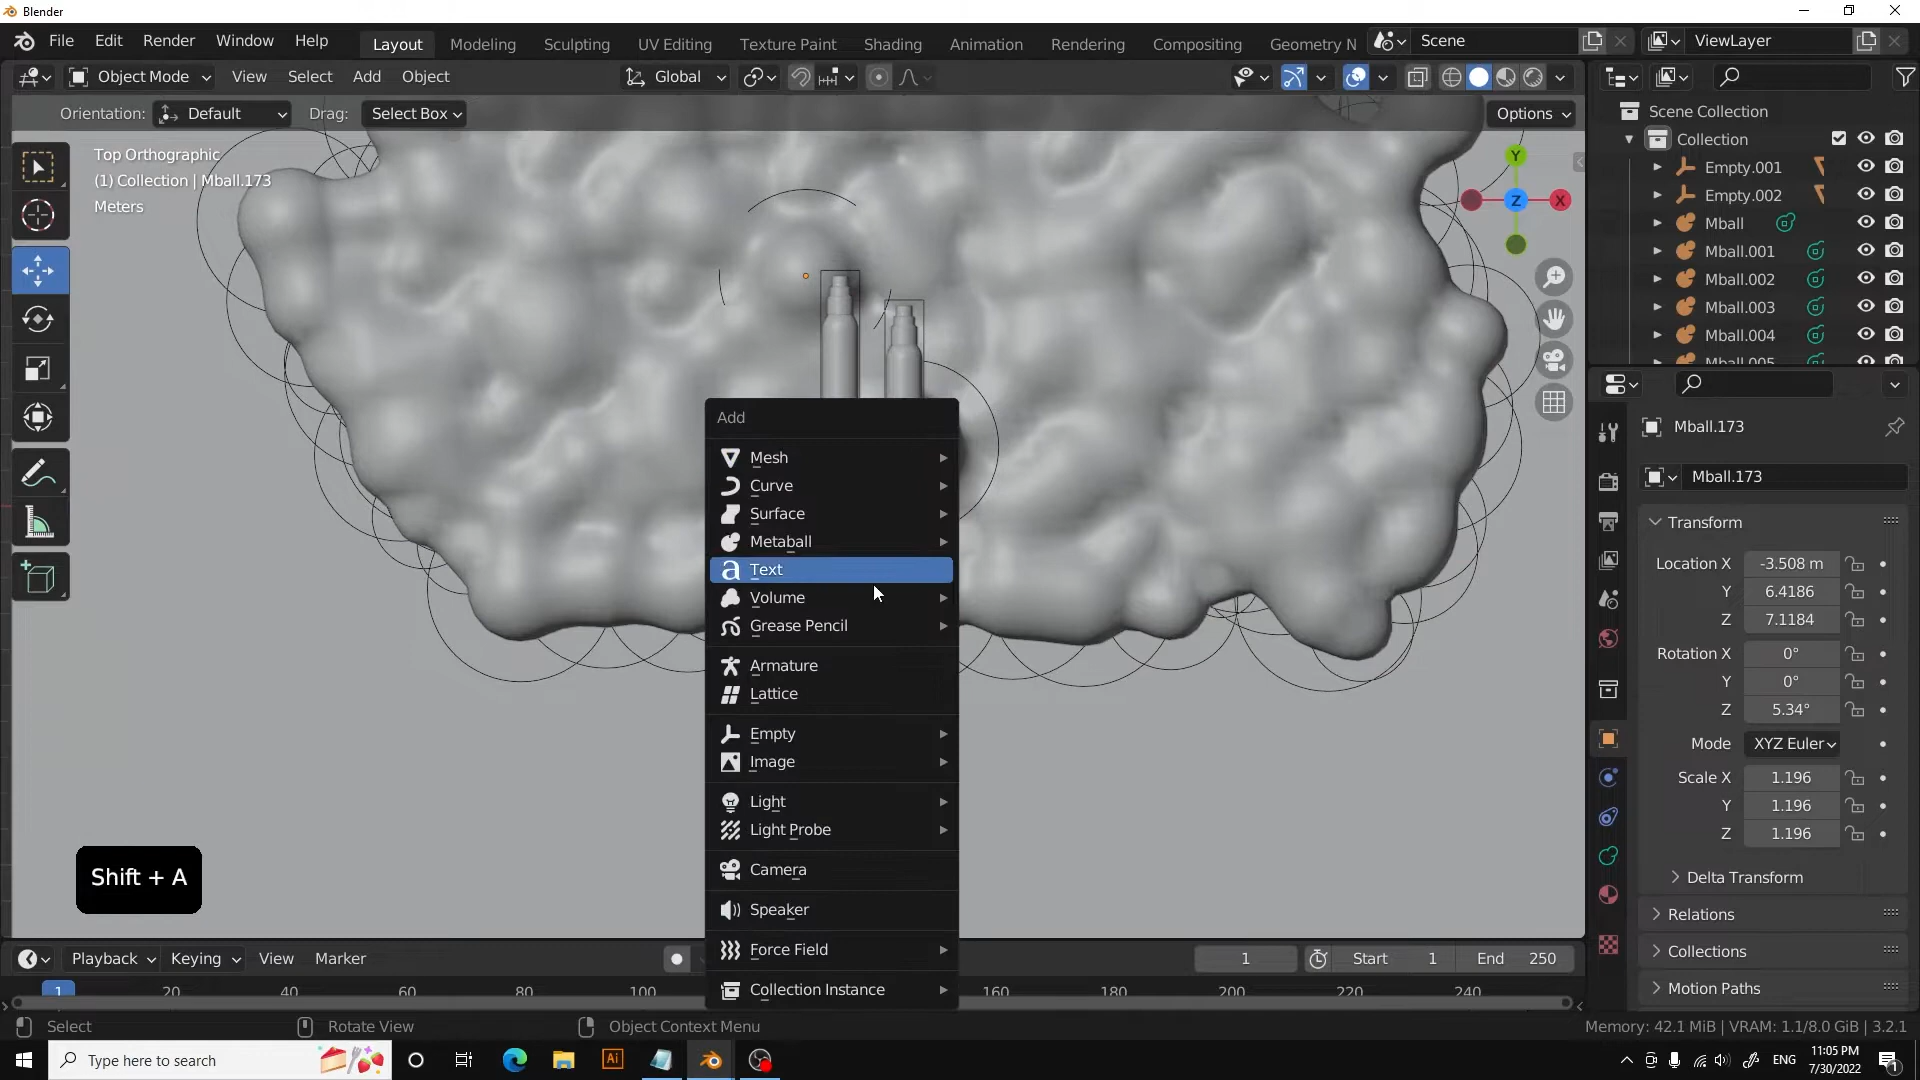 Blender
File Edit Render Window Help Layout Modeling Sculpting UV Editing Texture Paint Shading Animation Rendering Compositing Geometry N Scene ViewLayer
Object Mode View Select Add Object Global
Orientation: Default Drag: Select Box Options
Top Orthographic
(1) Collection | Mball.173
Meters
Y
Z
X
Scene Collection
Collection
Empty.001
Empty.002
Mball
Mball.001
Mball.002
Mball.003
Mball.004
Mball.005
Add
Mesh
Curve
Surface
Metaball
Text
Volume
Grease Pencil
Armature
Lattice
Empty
Image
Light
Light Probe
Camera
Speaker
Force Field
Collection Instance
Shift + A
Mball.173
Mball.173
Transform
Location X -3.508 m
Y 6.4186
Z 7.1184
Rotation X 0°
Y 0°
Z 5.34°
Mode XYZ Euler
Scale X 1.196
Y 1.196
Z 1.196
Delta Transform
Relations
Collections
Motion Paths
Playback Keying View Marker 1 Start 1 End 250
1 20 40 60 80 100 160 180 200 220 240
Select Rotate View Object Context Menu Memory: 42.1 MiB | VRAM: 1.1/8.0 GiB | 3.2.1
Type here to search Ai ENG 11:05 PM
7/30/2022
1